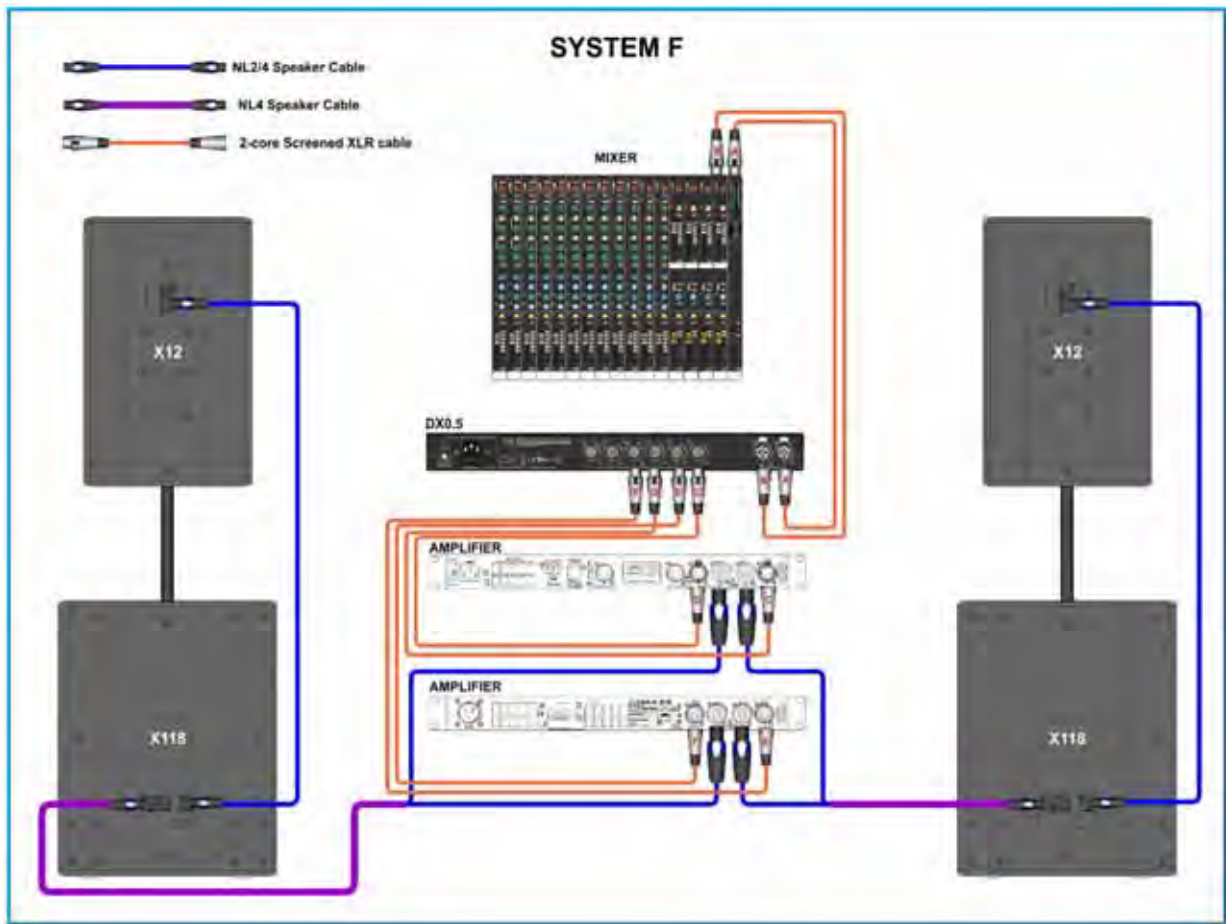 SYSTEM F
NL2/4 Speaker Cable
NL4 Speaker Cable
2-core Screened XLR cable
MIXER
X12
X12
DX0.5
AMPLIFIER
AMPLIFIER
X118
X118